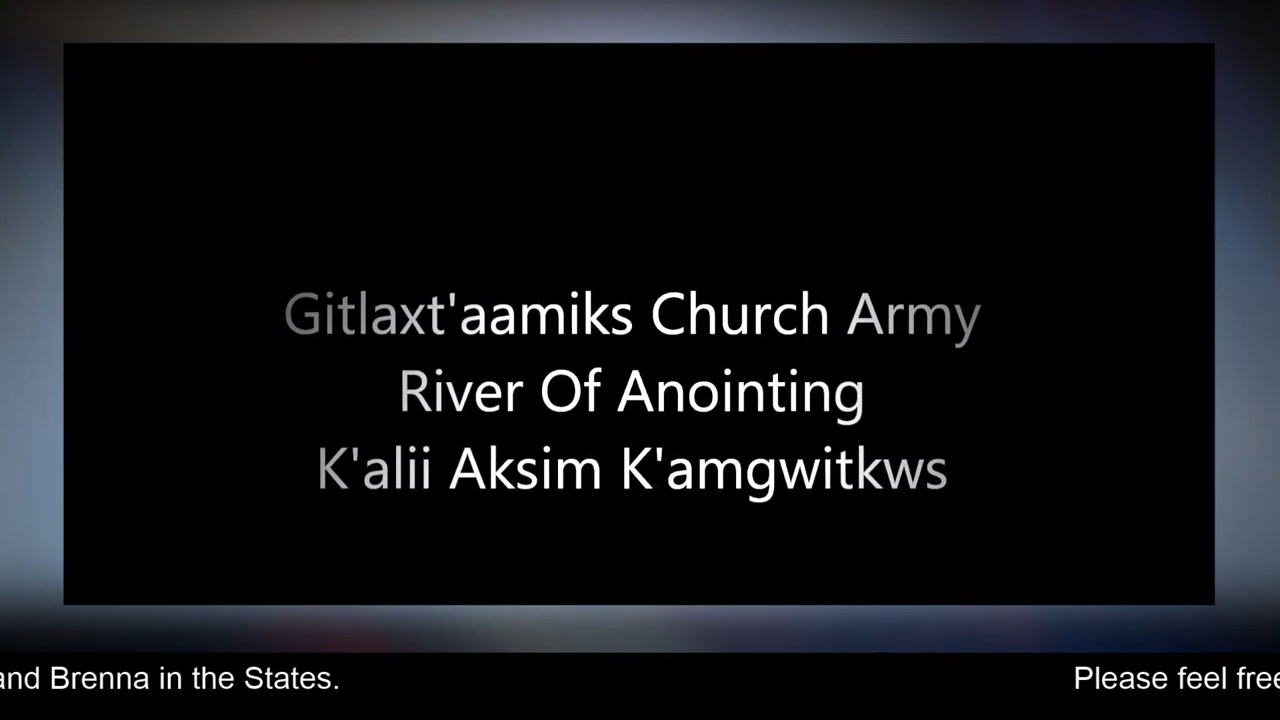 Gitlaxt'aamiks Church Army
River Of Anointing
K'alii Aksim K'amgwitkws
and Brenna in the States.
Please feel free